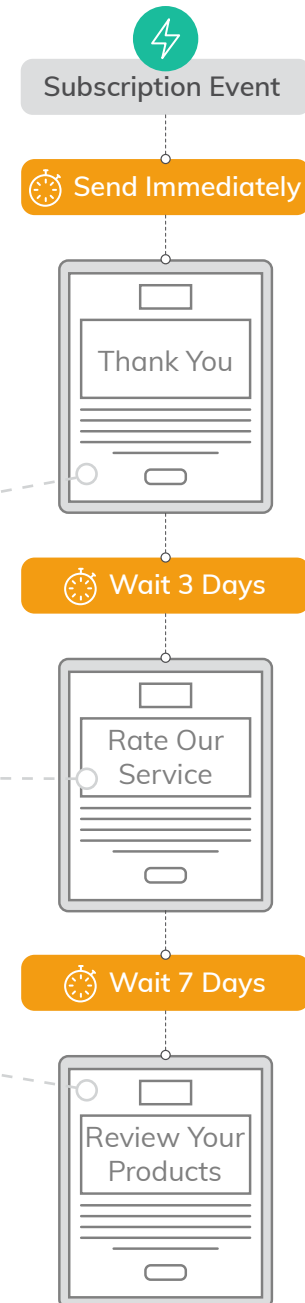 Subscription Event
Send Immediately
Thank You
Wait 3 Days
Rate Our
Service
Wait 7 Days
Review Your
Products